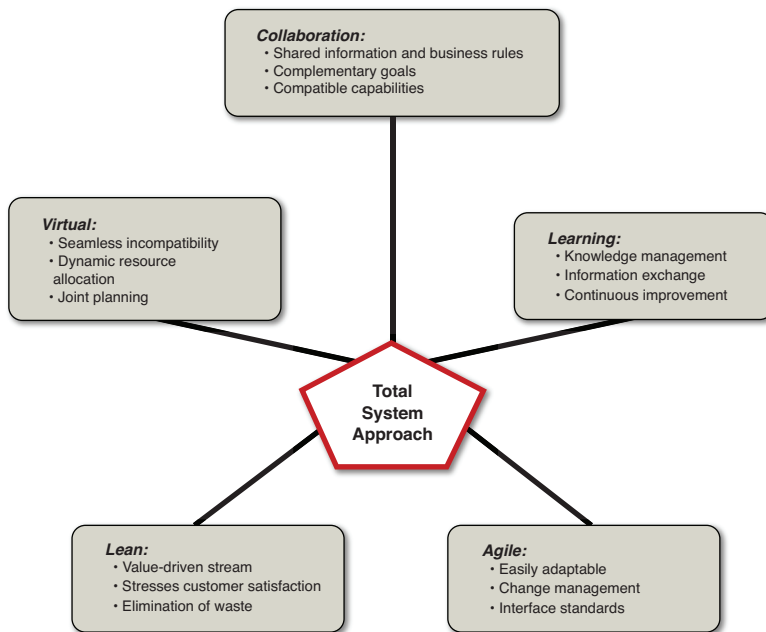 Collaboration:
• Shared information and business rules
• Complementary goals
• Compatible capabilities
Virtual:
• Seamless incompatibility
• Dynamic resource
allocation
• Joint planning
Learning:
• Knowledge management
• Information exchange
• Continuous improvement
Total
System
Approach
Lean:
• Value-driven stream
• Stresses customer satisfaction
• Elimination of waste
Agile:
• Easily adaptable
• Change management
• Interface standards